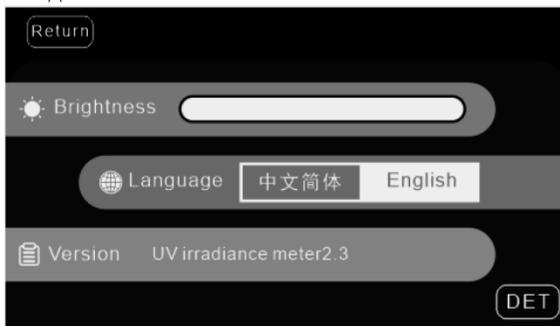 Return
Brightness
Language 中文简体 English
Version UV irradiance meter2.3
DET